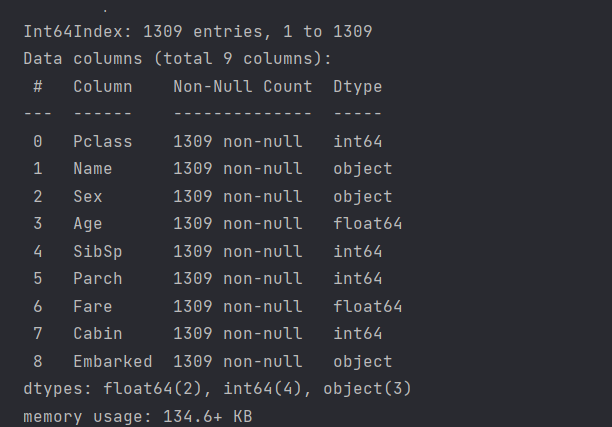 Int64Index: 1309 entries, 1 to 1309
Data columns (total 9 columns):
 #   Column    Non-Null Count  Dtype
---  ------    --------------  -----
 0   Pclass    1309 non-null   int64
 1   Name      1309 non-null   object
 2   Sex       1309 non-null   object
 3   Age       1309 non-null   float64
 4   SibSp     1309 non-null   int64
 5   Parch     1309 non-null   int64
 6   Fare      1309 non-null   float64
 7   Cabin     1309 non-null   int64
 8   Embarked  1309 non-null   object
dtypes: float64(2), int64(4), object(3)
memory usage: 134.6+ KB